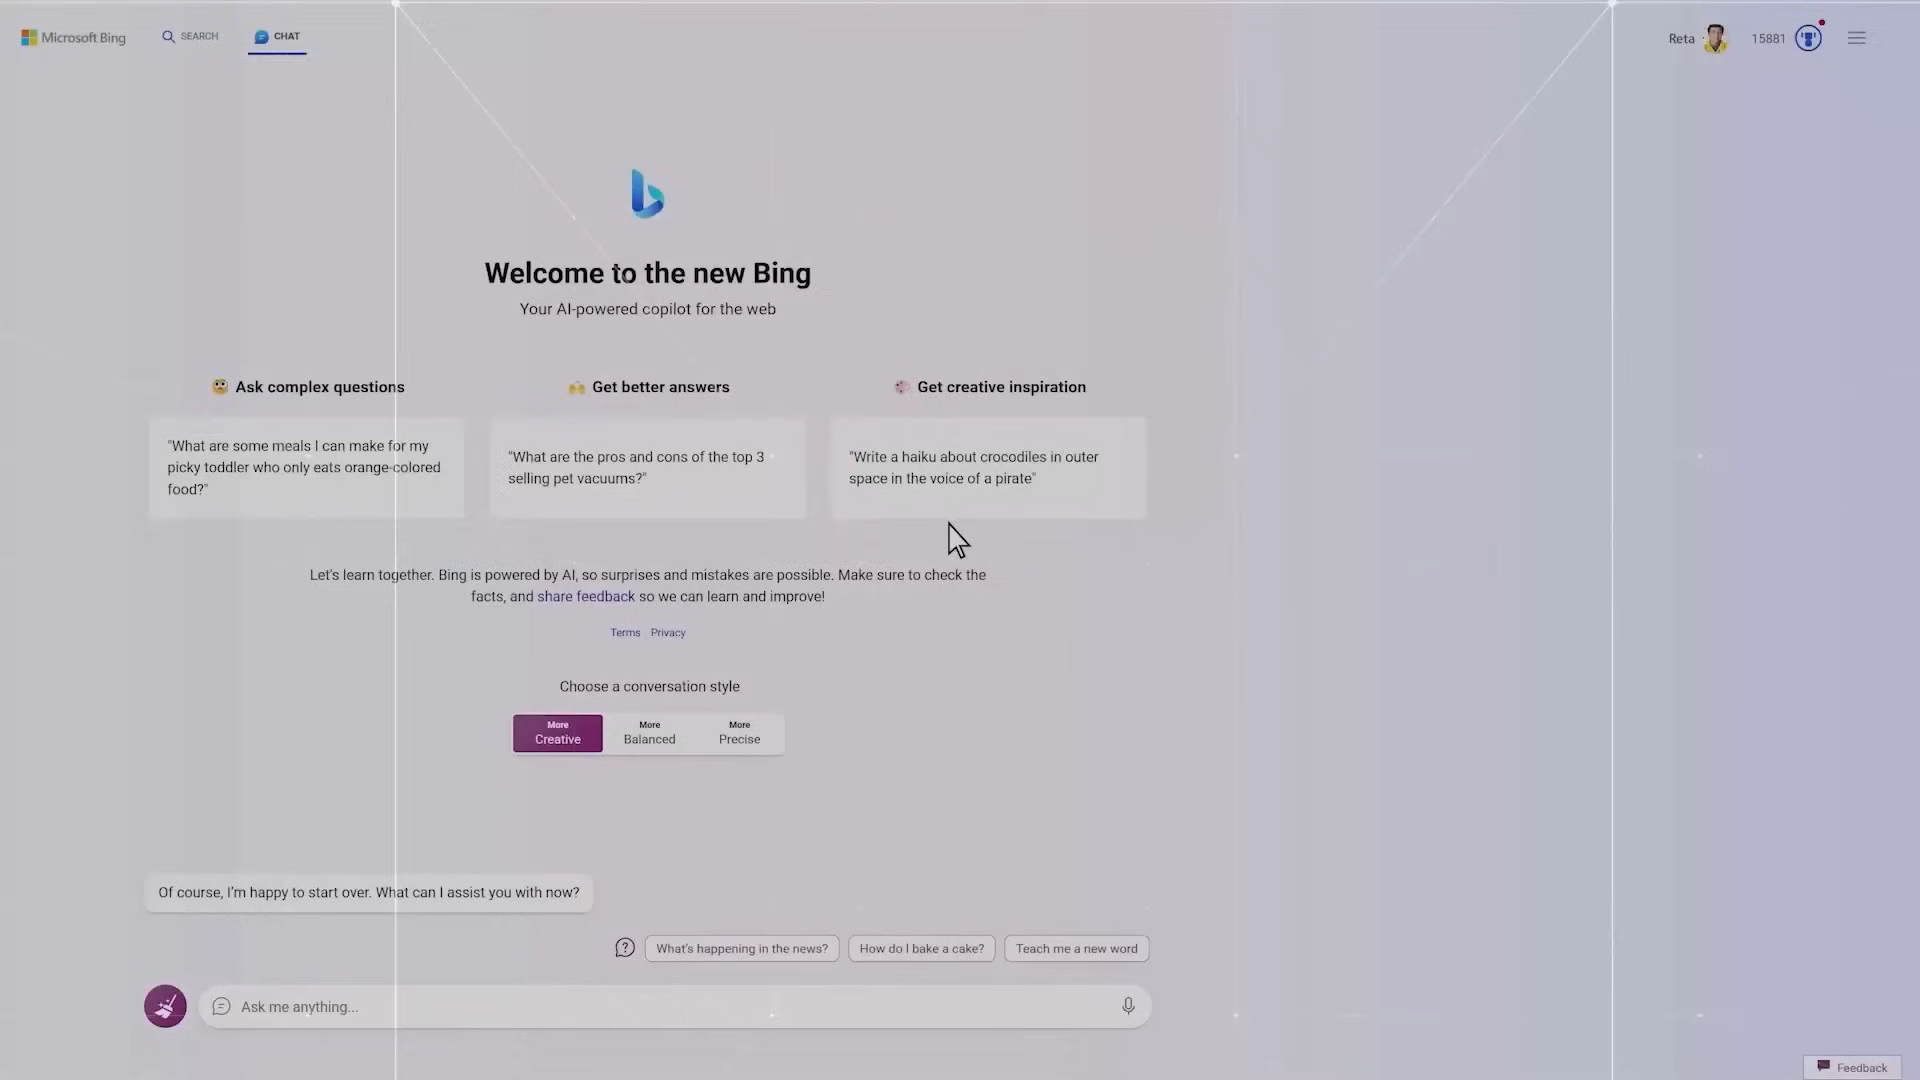 Microsoft Bing
SEARCH
CHAT
Reta
15881
Welcome to the new Bing
Your AI-powered copilot for the web
Ask complex questions
Get better answers
Get creative inspiration
"What are some meals I can make for my
picky toddler who only eats orange-colored
food?"
"What are the pros and cons of the top 3
selling pet vacuums?"
"Write a haiku about crocodiles in outer
space in the voice of a pirate"
Let's learn together. Bing is powered by AI, so surprises and mistakes are possible. Make sure to check the
facts, and share feedback so we can learn and improve!
Terms Privacy
Choose a conversation style
More
Creative
More
Balanced
More
Precise
Of course, I'm happy to start over. What can I assist you with now?
What's happening in the news?
How do I bake a cake?
Teach me a new word
Ask me anything...
Feedback